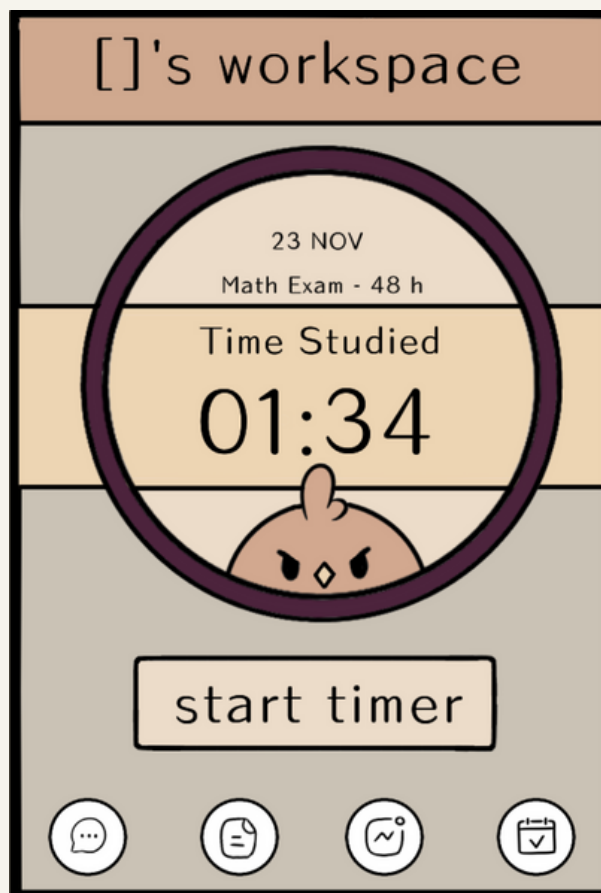 []'s workspace
23 NOV
Math Exam - 48 h
Time Studied
01:34
start timer